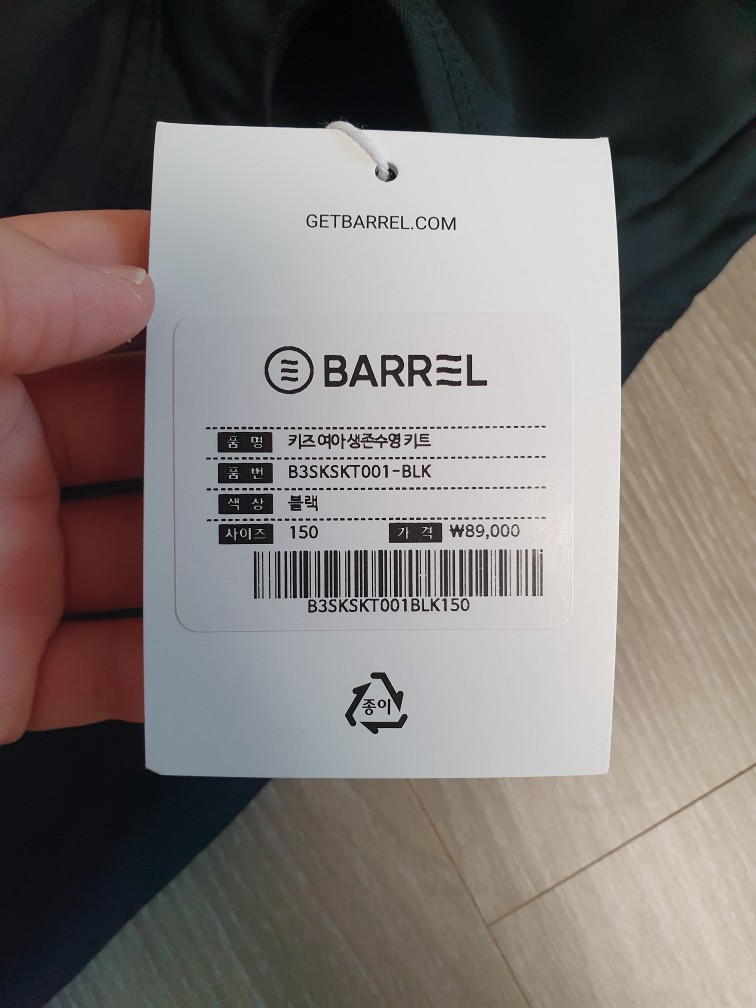 GETBARREL.COM
BARREL
품 명 키즈 여아 생존수영 키트
품 번 B3SKSKT001-BLK
색 상 블랙
사이즈 150 가 격 ₩89,000
B3SKSKT001BLK150
종이